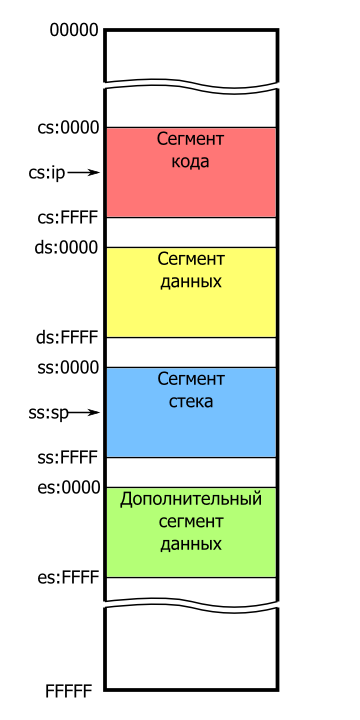 00000
cs:0000
Сегмент
кода
cs:ip
cs:FFFF
ds:0000
Сегмент
данных
ds:FFFF
ss:0000
Сегмент
стека
ss:sp
ss:FFFF
es:0000
Дополнительный
сегмент
данных
es:FFFF
FFFFF